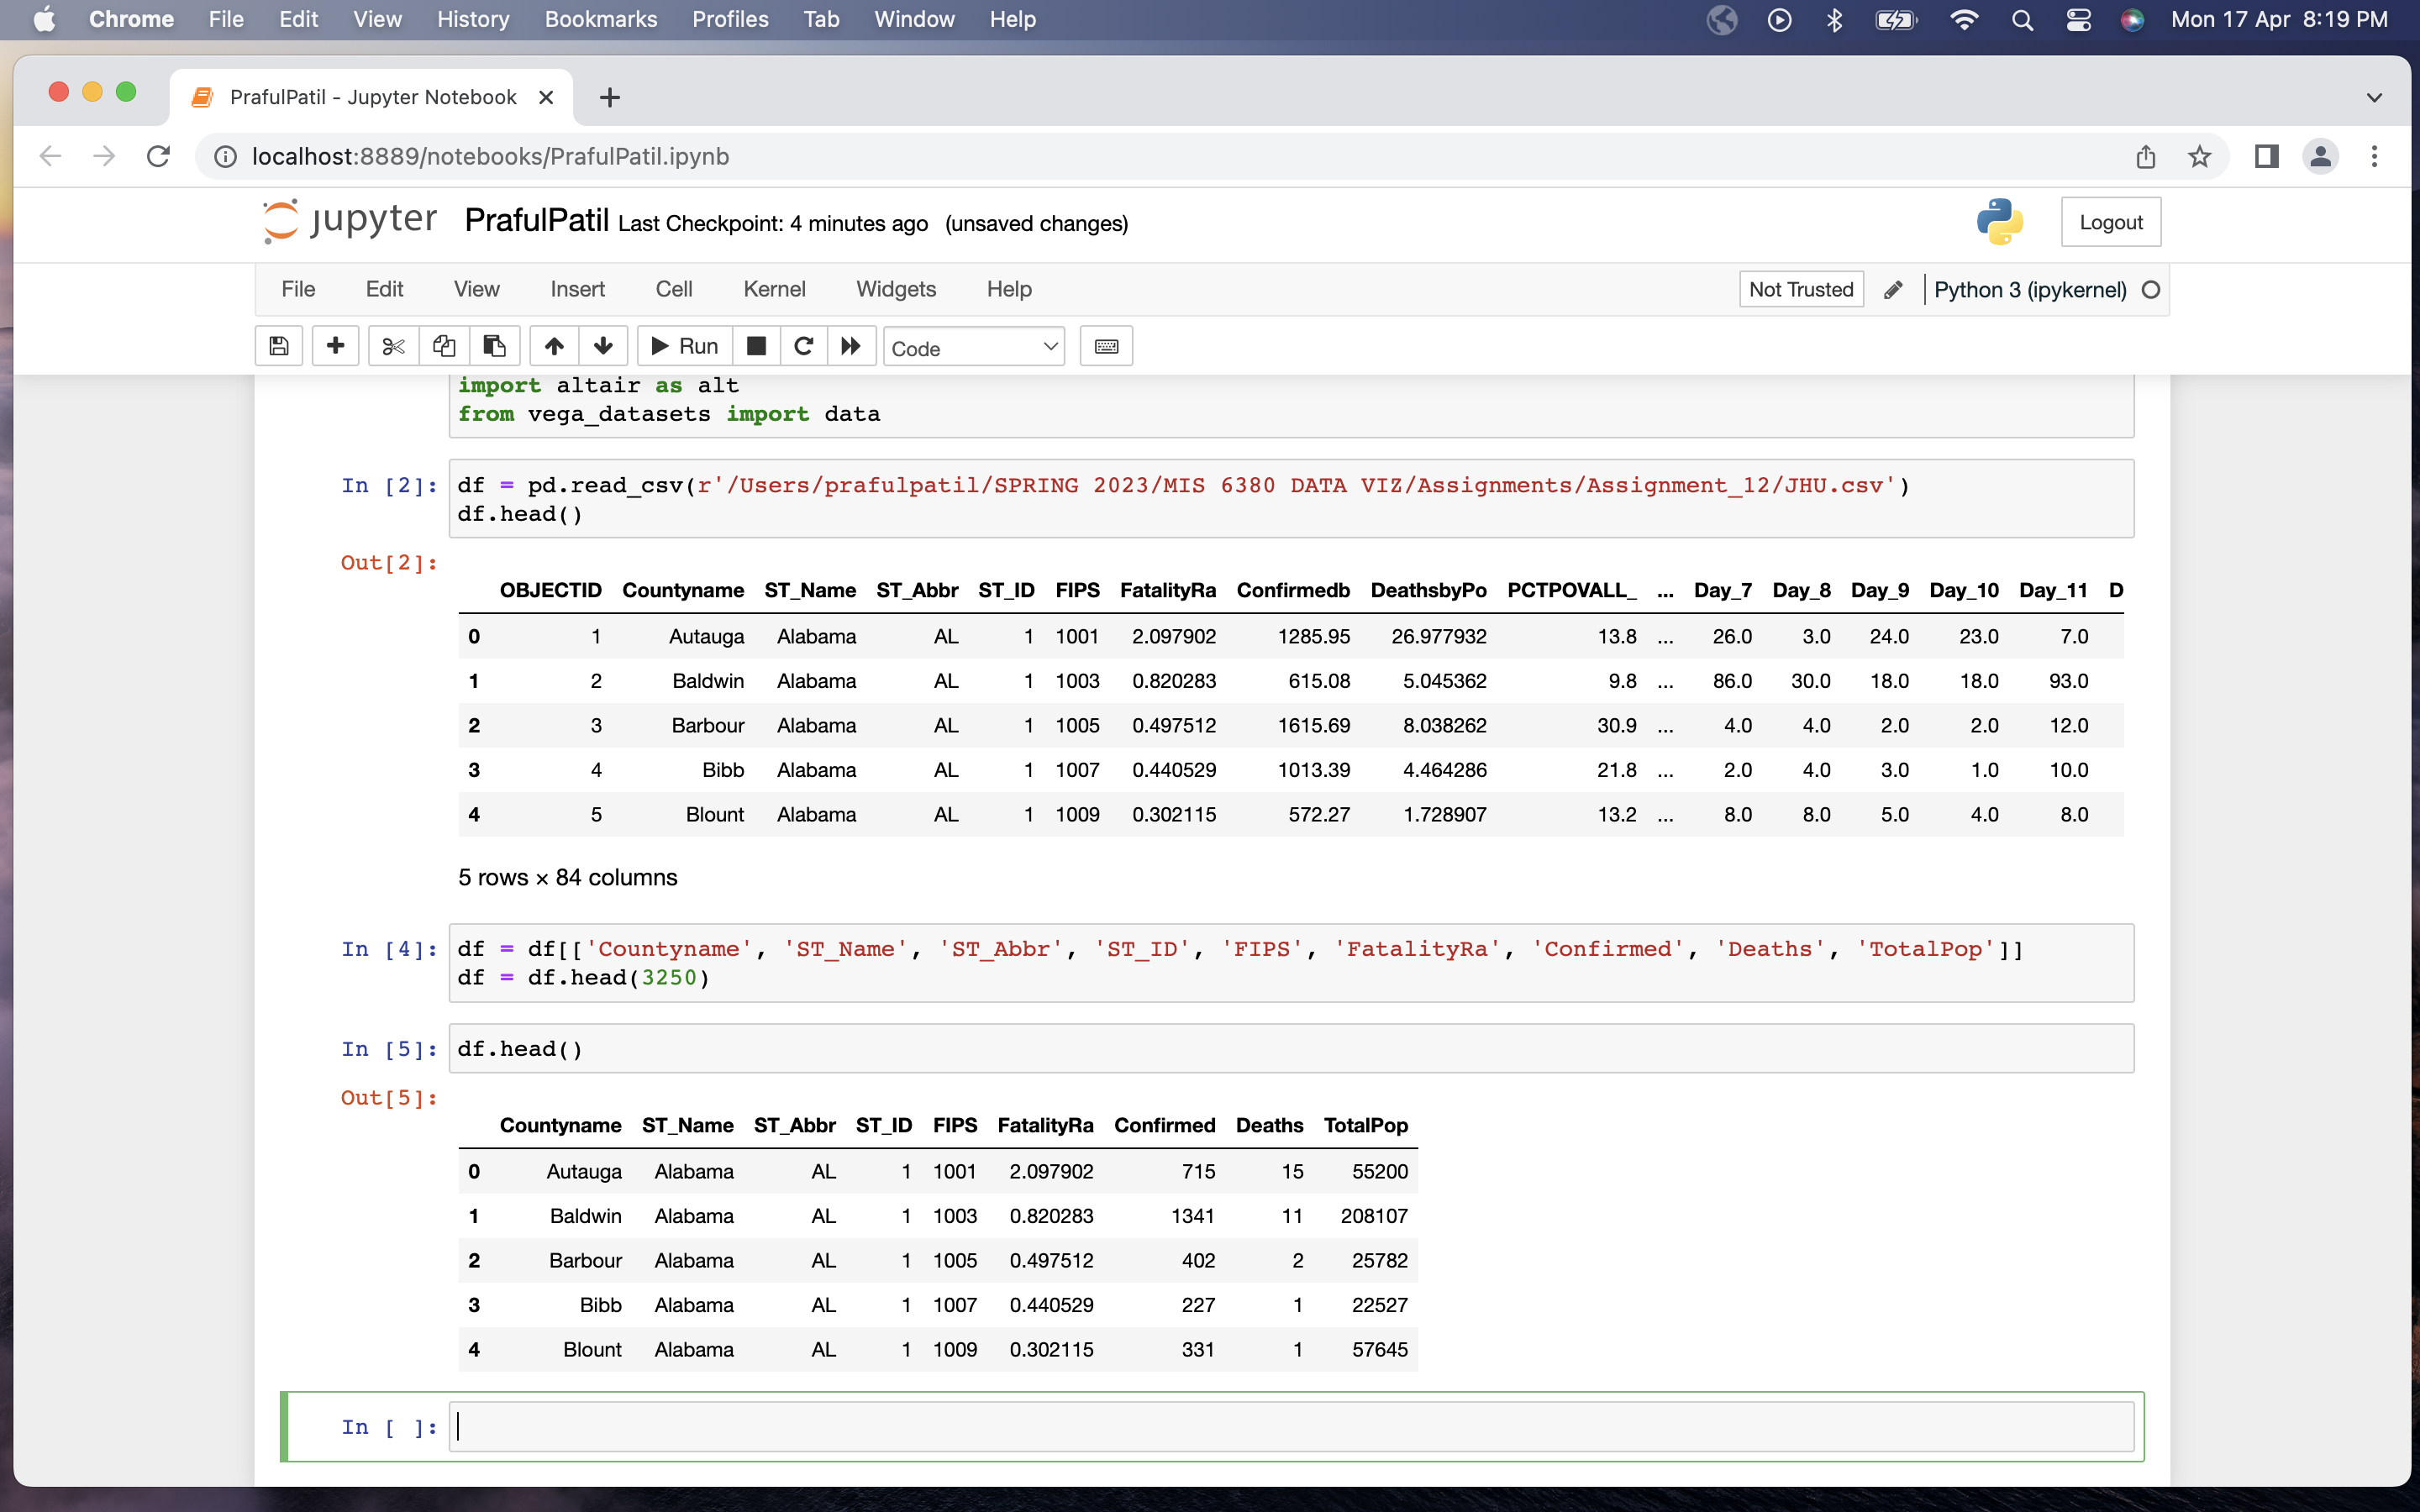 Chrome File Edit View History Bookmarks Profiles Tab Window Help Mon 17 Apr 8:19 PM
PrafulPatil - Jupyter Notebook
localhost:8889/notebooks/PrafulPatil.ipynb
jupyter PrafulPatil Last Checkpoint: 4 minutes ago (unsaved changes) Logout
File Edit View Insert Cell Kernel Widgets Help Not Trusted Python 3 (ipykernel)
Run Code
import altair as alt
from vega_datasets import data
In [2]: df = pd.read_csv(r'/Users/prafulpatil/SPRING 2023/MIS 6380 DATA VIZ/Assignments/Assignment_12/JHU.csv')
df.head()
Out[2]:
OBJECTID Countyname ST_Name ST_Abbr ST_ID FIPS FatalityRa Confirmedb DeathsbyPo PCTPOVALL_ ... Day_7 Day_8 Day_9 Day_10 Day_11 D
0 1 Autauga Alabama AL 1 1001 2.097902 1285.95 26.977932 13.8 ... 26.0 3.0 24.0 23.0 7.0
1 2 Baldwin Alabama AL 1 1003 0.820283 615.08 5.045362 9.8 ... 86.0 30.0 18.0 18.0 93.0
2 3 Barbour Alabama AL 1 1005 0.497512 1615.69 8.038262 30.9 ... 4.0 4.0 2.0 2.0 12.0
3 4 Bibb Alabama AL 1 1007 0.440529 1013.39 4.464286 21.8 ... 2.0 4.0 3.0 1.0 10.0
4 5 Blount Alabama AL 1 1009 0.302115 572.27 1.728907 13.2 ... 8.0 8.0 5.0 4.0 8.0
5 rows × 84 columns
In [4]: df = df[['Countyname', 'ST_Name', 'ST_Abbr', 'ST_ID', 'FIPS', 'FatalityRa', 'Confirmed', 'Deaths', 'TotalPop']]
df = df.head(3250)
In [5]: df.head()
Out[5]:
Countyname ST_Name ST_Abbr ST_ID FIPS FatalityRa Confirmed Deaths TotalPop
0 Autauga Alabama AL 1 1001 2.097902 715 15 55200
1 Baldwin Alabama AL 1 1003 0.820283 1341 11 208107
2 Barbour Alabama AL 1 1005 0.497512 402 2 25782
3 Bibb Alabama AL 1 1007 0.440529 227 1 22527
4 Blount Alabama AL 1 1009 0.302115 331 1 57645
In [ ]: